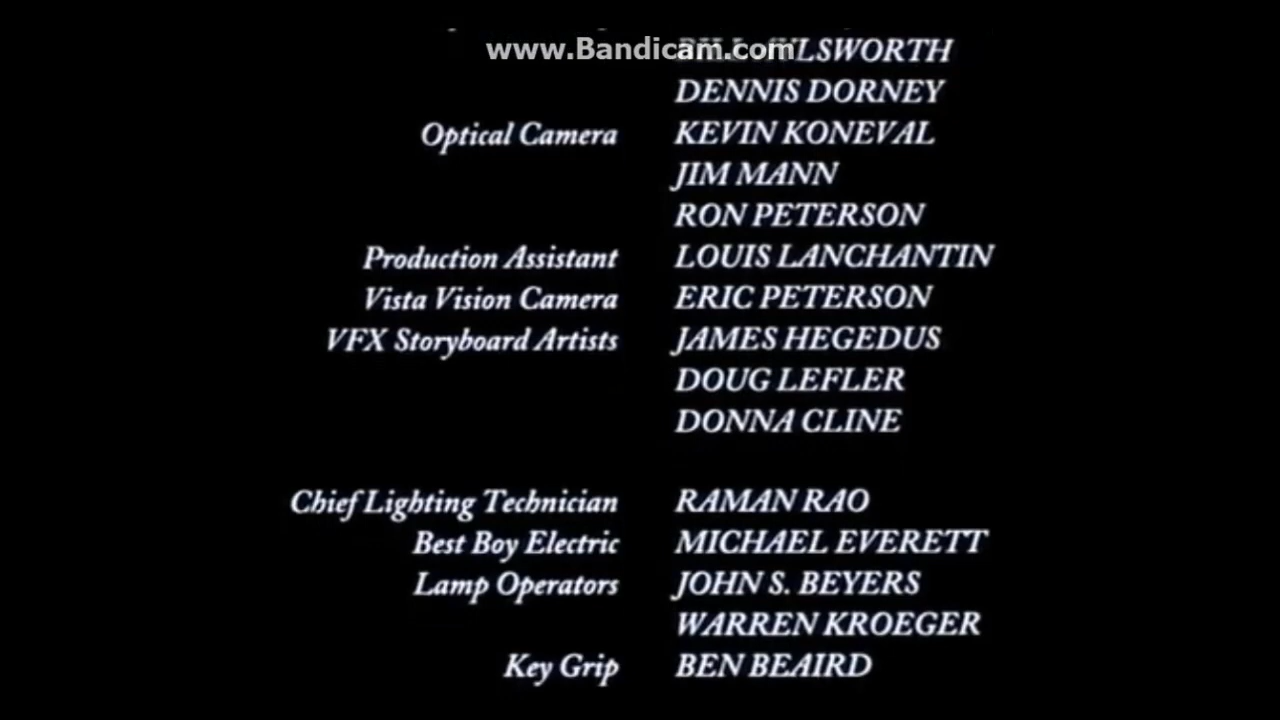 www.Bandicam.com
DENNIS DORNEY
Optical Camera KEVIN KONEVAL
JIM MANN
RON PETERSON
Production Assistant LOUIS LANCHANTIN
Vista Vision Camera ERIC PETERSON
VFX Storyboard Artists JAMES HEGEDUS
DOUG LEFLER
DONNA CLINE
Chief Lighting Technician RAMAN RAO
Best Boy Electric MICHAEL EVERETT
Lamp Operators JOHN S. BEYERS
WARREN KROEGER
Key Grip BEN BEAIRD